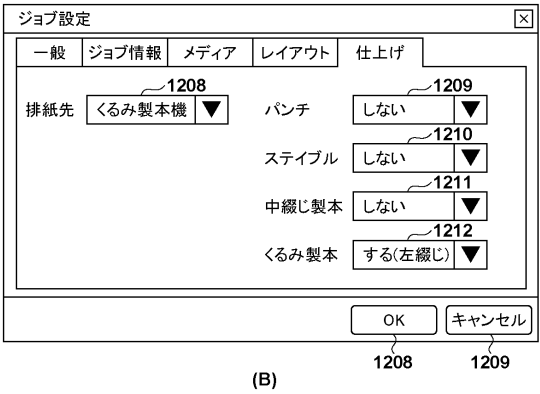 ジョブ設定
一般 ジョブ情報 メディア レイアウト 仕上げ
1208 1209
排紙先 くるみ製本機 パンチ しない
1210
ステイプル しない
1211
中綴じ製本 しない
1212
くるみ製本 する(左綴じ)
OK キャンセル
1208 1209
(B)